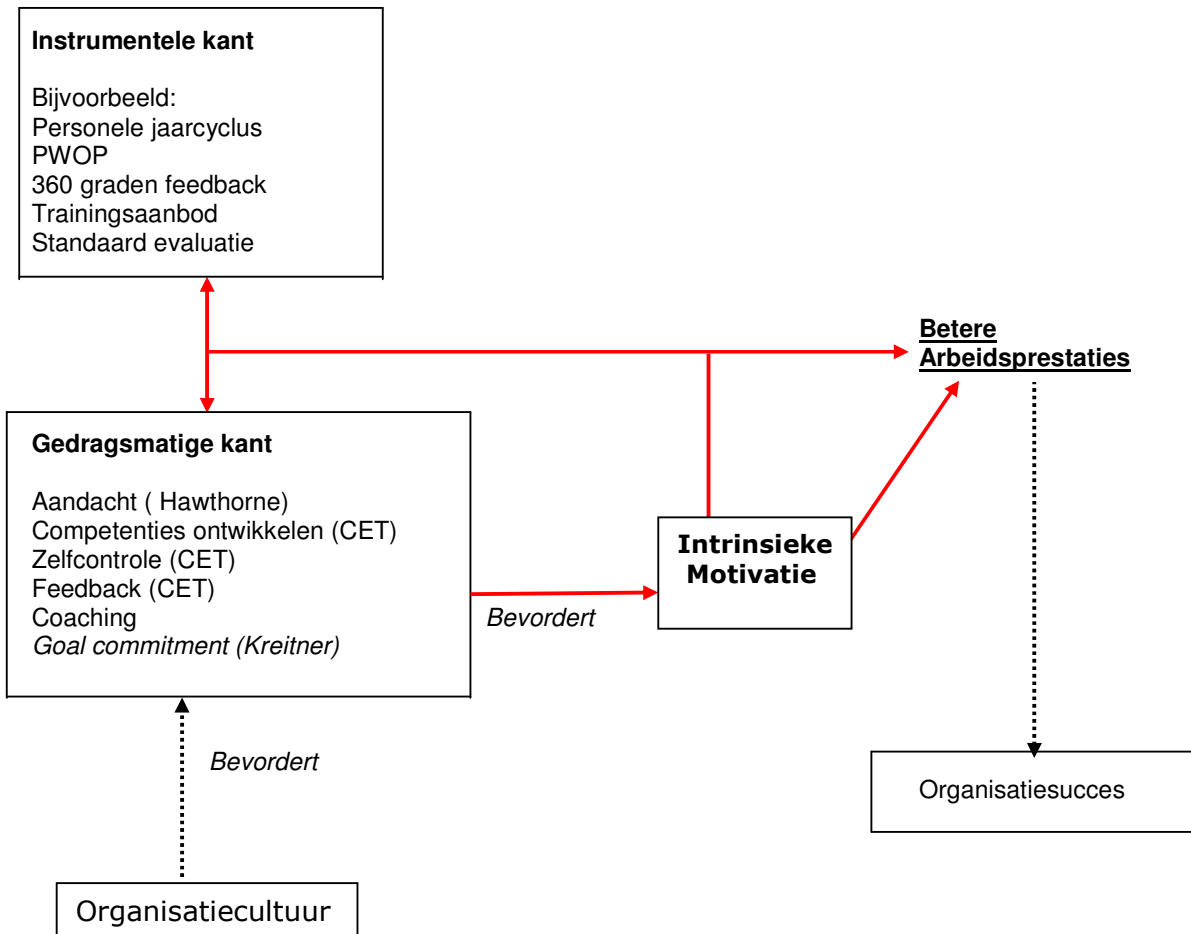 Instrumentele kant
Bijvoorbeeld:
Personele jaarcyclus
PWOP
360 graden feedback
Trainingsaanbod
Standaard evaluatie
Betere
Arbeidsprestaties
Gedragsmatige kant
Aandacht ( Hawthorne)
Competenties ontwikkelen (CET)
Zelfcontrole (CET)
Feedback (CET)
Coaching
Goal commitment (Kreitner)
Bevordert
Intrinsieke
Motivatie
Bevordert
Organisatiesucces
Organisatiecultuur